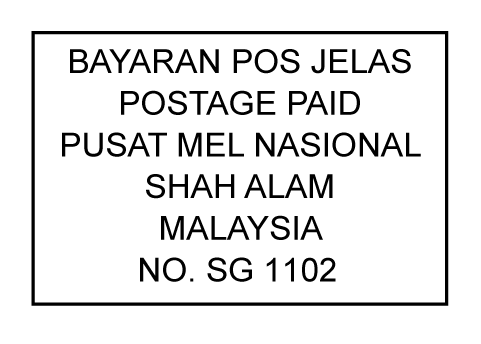 BAYARAN POS JELAS
POSTAGE PAID
PUSAT MEL NASIONAL
SHAH ALAM
MALAYSIA
NO. SG 1102